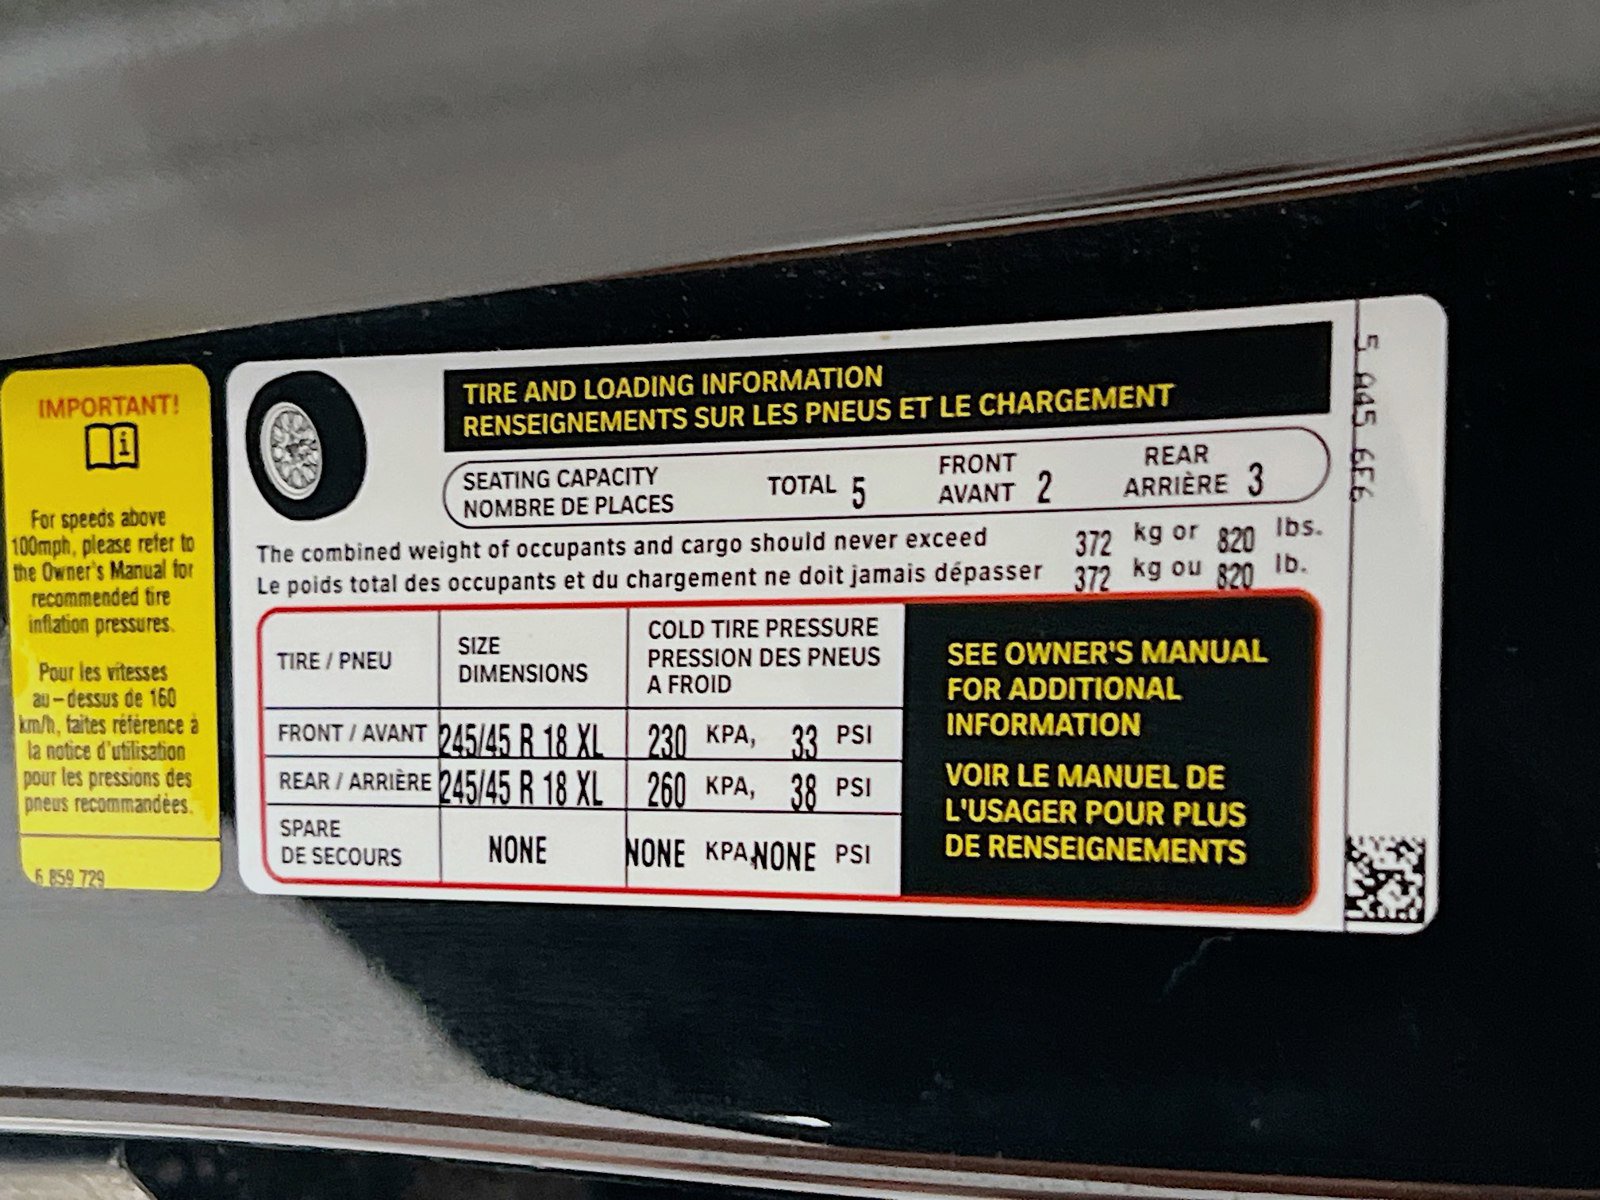 IMPORTANT!
For speeds above
100mph, please refer to
the Owner's Manual for
recommended tire
inflation pressures.
Pour les vitesses
au-dessus de 160
km/h, faites référence à
la notice d'utilisation
pour les pressions des
pneus recommandées.
6 859 729
TIRE AND LOADING INFORMATION
RENSEIGNEMENTS SUR LES PNEUS ET LE CHARGEMENT
SEATING CAPACITY
NOMBRE DE PLACES
TOTAL 5
FRONT
AVANT 2
REAR
ARRIÈRE 3
The combined weight of occupants and cargo should never exceed 372 kg or 820 lbs.
Le poids total des occupants et du chargement ne doit jamais dépasser 372 kg ou 820 lb.
TIRE / PNEU
SIZE
DIMENSIONS
COLD TIRE PRESSURE
PRESSION DES PNEUS
A FROID
FRONT / AVANT 245/45 R 18 XL 230 KPA, 33 PSI
REAR / ARRIÈRE 245/45 R 18 XL 260 KPA, 38 PSI
SPARE
DE SECOURS NONE NONE KPA, NONE PSI
SEE OWNER'S MANUAL
FOR ADDITIONAL
INFORMATION
VOIR LE MANUEL DE
L'USAGER POUR PLUS
DE RENSEIGNEMENTS
5 A45 6F6